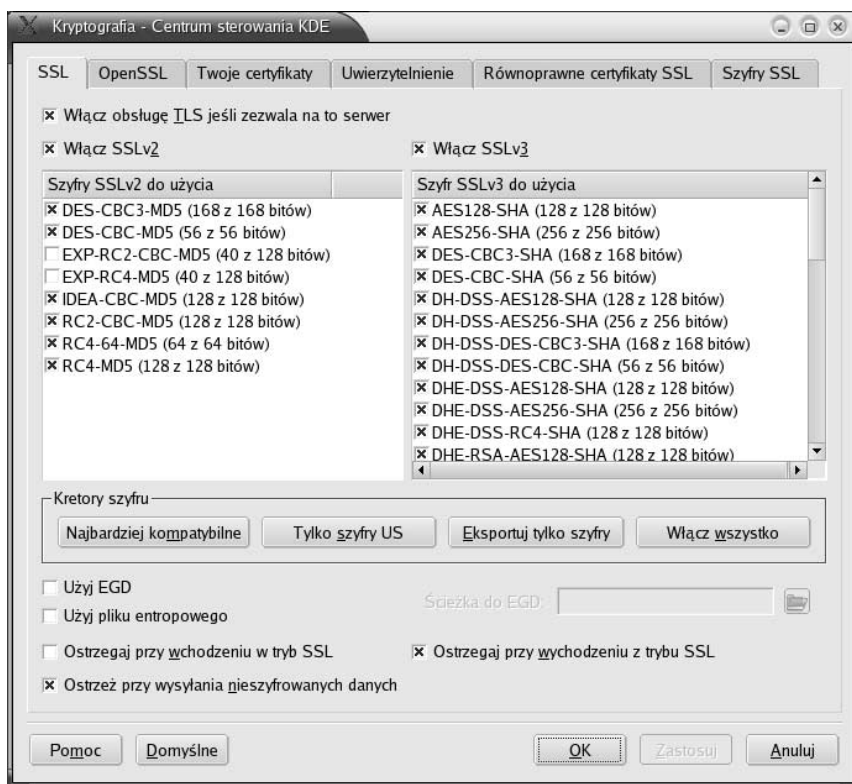 Kryptografia - Centrum sterowania KDE
SSL
OpenSSL
Twoje certyfikaty
Uwierzytelnienie
Równoprawne certyfikaty SSL
Szyfry SSL
Włącz obsługę TLS jeśli zezwala na to serwer
Włącz SSLv2
Szyfry SSLv2 do użycia
DES-CBC3-MD5 (168 z 168 bitów)
DES-CBC-MD5 (56 z 56 bitów)
EXP-RC2-CBC-MD5 (40 z 128 bitów)
EXP-RC4-MD5 (40 z 128 bitów)
IDEA-CBC-MD5 (128 z 128 bitów)
RC2-CBC-MD5 (128 z 128 bitów)
RC4-64-MD5 (64 z 64 bitów)
RC4-MD5 (128 z 128 bitów)
Włącz SSLv3
Szyfr SSLv3 do użycia
AES128-SHA (128 z 128 bitów)
AES256-SHA (256 z 256 bitów)
DES-CBC3-SHA (168 z 168 bitów)
DES-CBC-SHA (56 z 56 bitów)
DH-DSS-AES128-SHA (128 z 128 bitów)
DH-DSS-AES256-SHA (256 z 256 bitów)
DH-DSS-DES-CBC3-SHA (168 z 168 bitów)
DH-DSS-DES-CBC-SHA (56 z 56 bitów)
DHE-DSS-AES128-SHA (128 z 128 bitów)
DHE-DSS-AES256-SHA (256 z 256 bitów)
DHE-DSS-RC4-SHA (128 z 128 bitów)
DHE-RSA-AES128-SHA (128 z 128 bitów)
Kretory szyfru
Najbardziej kompatybilne
Tylko szyfry US
Eksportuj tylko szyfry
Włącz wszystko
Użyj EGD
Użyj pliku entropowego
Ścieżka do EGD:
Ostrzegaj przy wchodzeniu w tryb SSL
Ostrzegaj przy wychodzeniu z trybu SSL
Ostrzeż przy wysyłania nieszyfrowanych danych
Pomoc
Domyślne
OK
Zastosuj
Anuluj